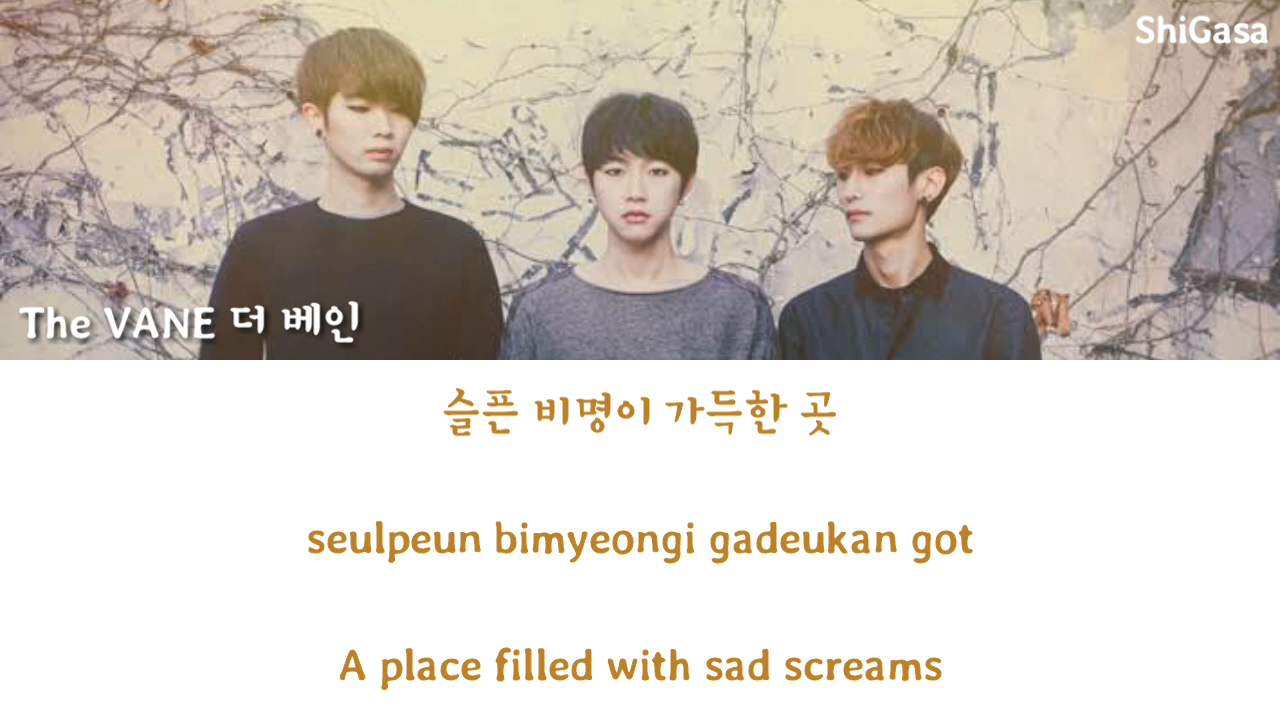 ShiGasa
The VANE 더 베인
슬픈 비명이 가득한 곳
seulpeun bimyeongi gadeukan got
A place filled with sad screams